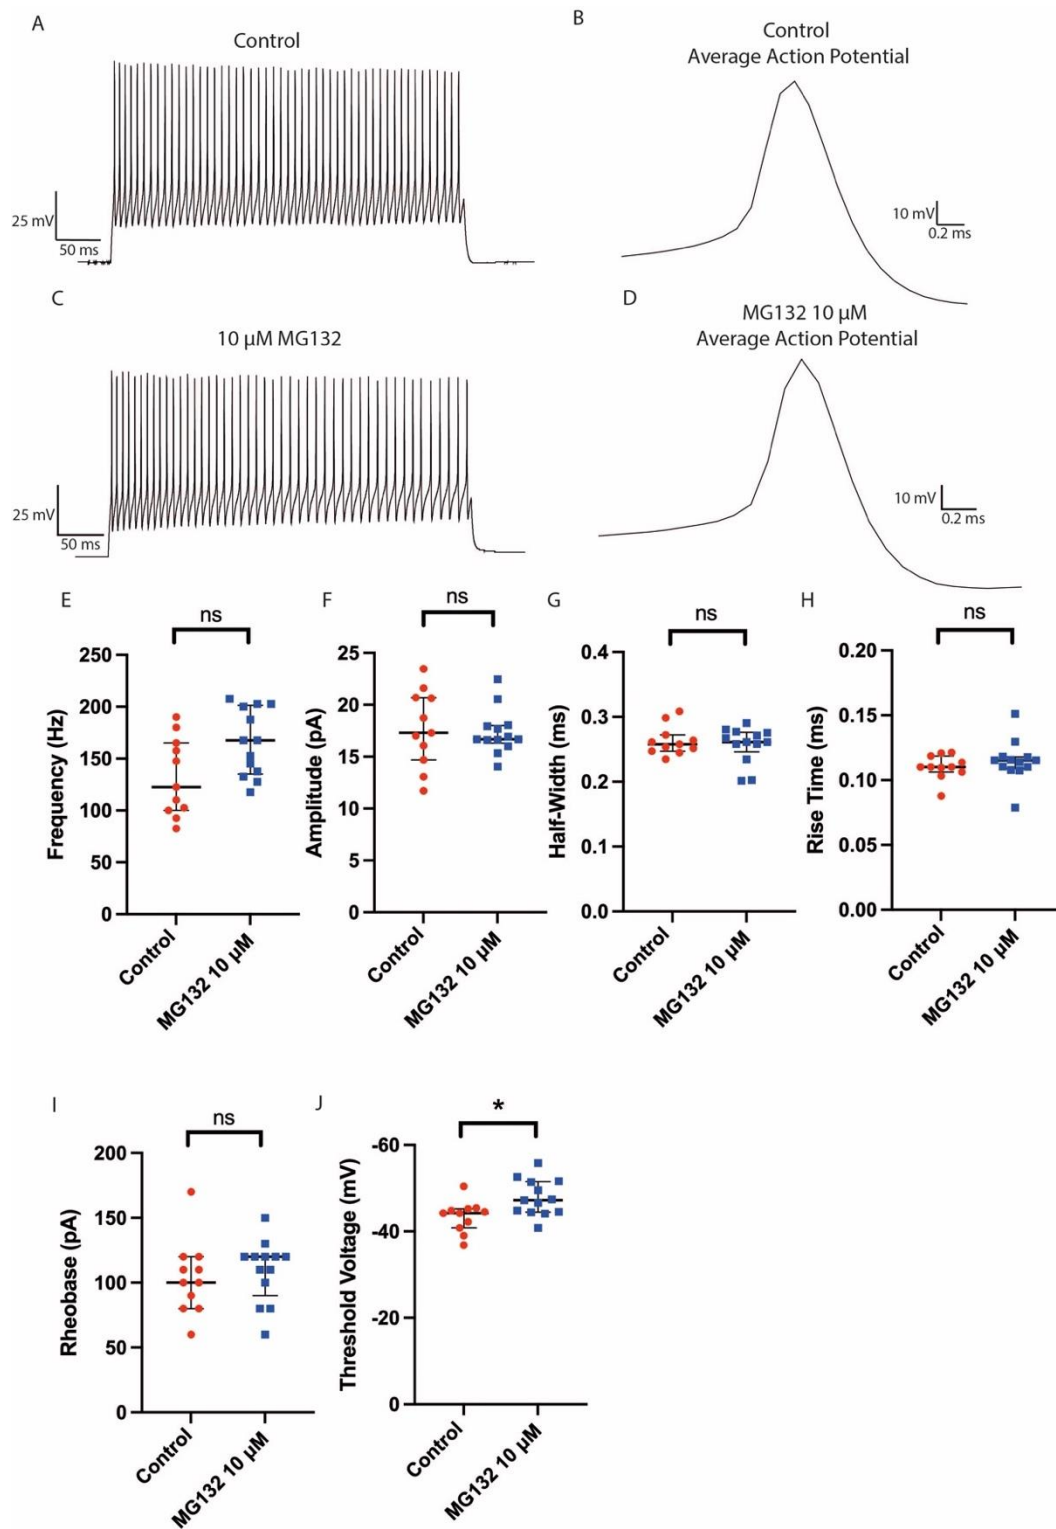 A
Control
25 mV
50 ms
B
Control
Average Action Potential
10 mV
0.2 ms
C
10 µM MG132
25 mV
50 ms
D
MG132 10 µM
Average Action Potential
10 mV
0.2 ms
E
ns
Frequency (Hz)
250
200
150
100
50
0
Control
MG132 10 µM
F
ns
Amplitude (pA)
25
20
15
10
5
0
Control
MG132 10 µM
G
ns
Half-Width (ms)
0.4
0.3
0.2
0.1
0.0
Control
MG132 10 µM
H
ns
Rise Time (ms)
0.20
0.15
0.10
0.05
0.00
Control
MG132 10 µM
I
ns
Rheobase (pA)
200
150
100
50
0
Control
MG132 10 µM
J
*
Threshold Voltage (mV)
-60
-40
-20
0
Control
MG132 10 µM